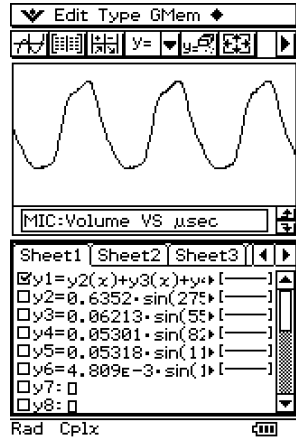 Edit Type GMem
Y= y=
MIC:Volume VS µsec
Sheet1 Sheet2 Sheet3
y1=y2(x)+y3(x)+y4
y2=0.6352·sin(275
y3=0.06213·sin(55
y4=0.05301·sin(82
y5=0.05318·sin(11
y6=4.809E-3·sin(1
y7:
y8:
Rad Cplx